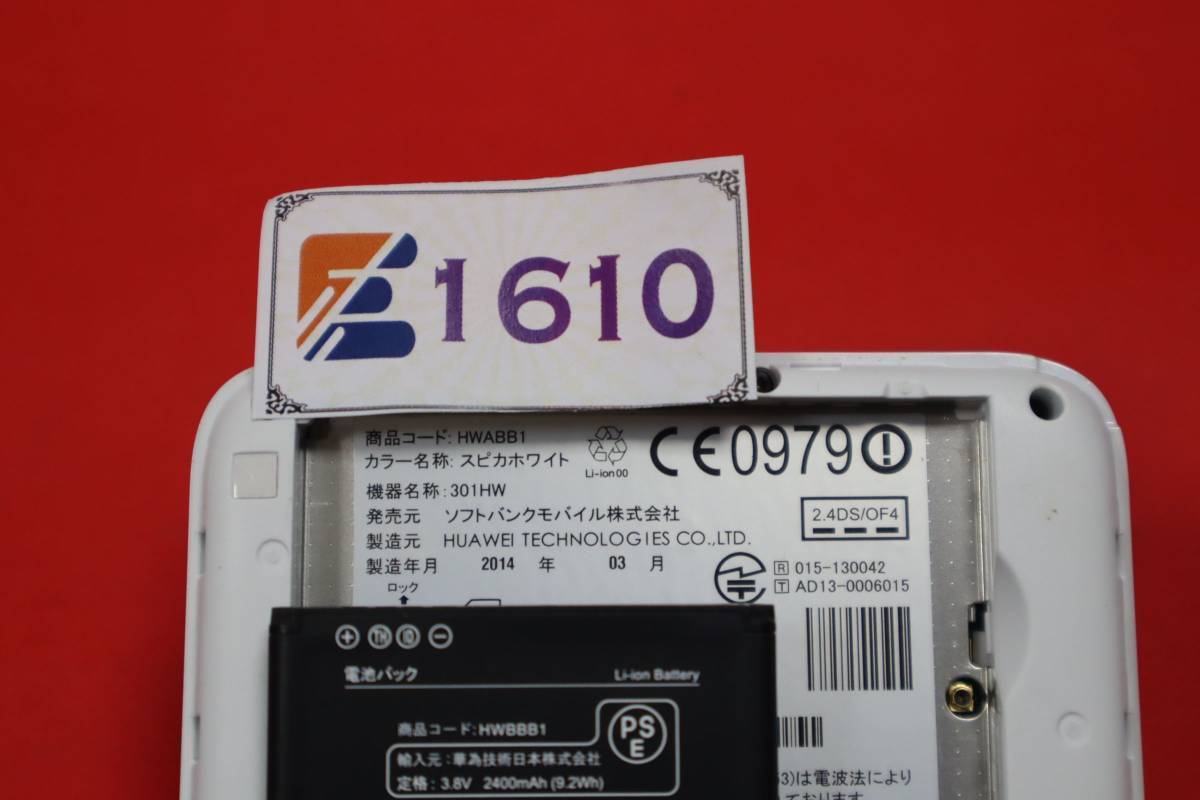 1610
商品コード: HWABB1
カラー名称: スピカホワイト
Li-ion 00
CE0979
機器名称: 301HW
発売元 ソフトバンクモバイル株式会社
2.4DS/OF4
製造元 HUAWEI TECHNOLOGIES CO.,LTD.
製造年月 2014 年 03 月
R 015-130042
T AD13-0006015
ロック
+ TH ID -
電池パック Li-ion Battery
商品コード: HWBBB1
PSE
輸入元: 華為技術日本株式会社
定格: 3.8V 2400mAh (9.2Wh)
は電波法により